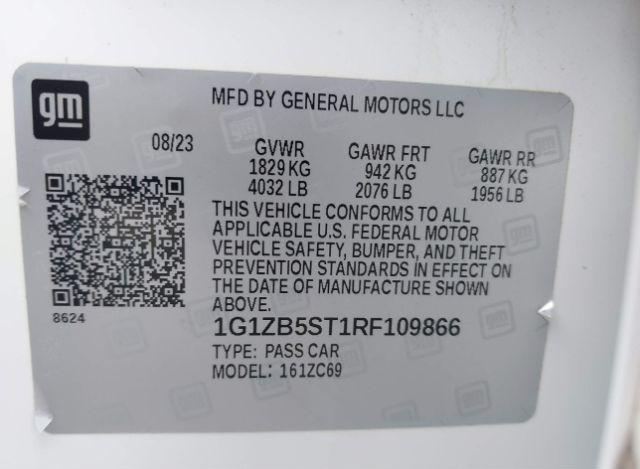 gm
MFD BY GENERAL MOTORS LLC
08/23 GVWR GAWR FRT GAWR RR
1829 KG 942 KG 887 KG
4032 LB 2076 LB 1956 LB
THIS VEHICLE CONFORMS TO ALL
APPLICABLE U.S. FEDERAL MOTOR
VEHICLE SAFETY, BUMPER, AND THEFT
PREVENTION STANDARDS IN EFFECT ON
THE DATE OF MANUFACTURE SHOWN
ABOVE.
8624
1G1ZB5ST1RF109866
TYPE: PASS CAR
MODEL: 161ZC69